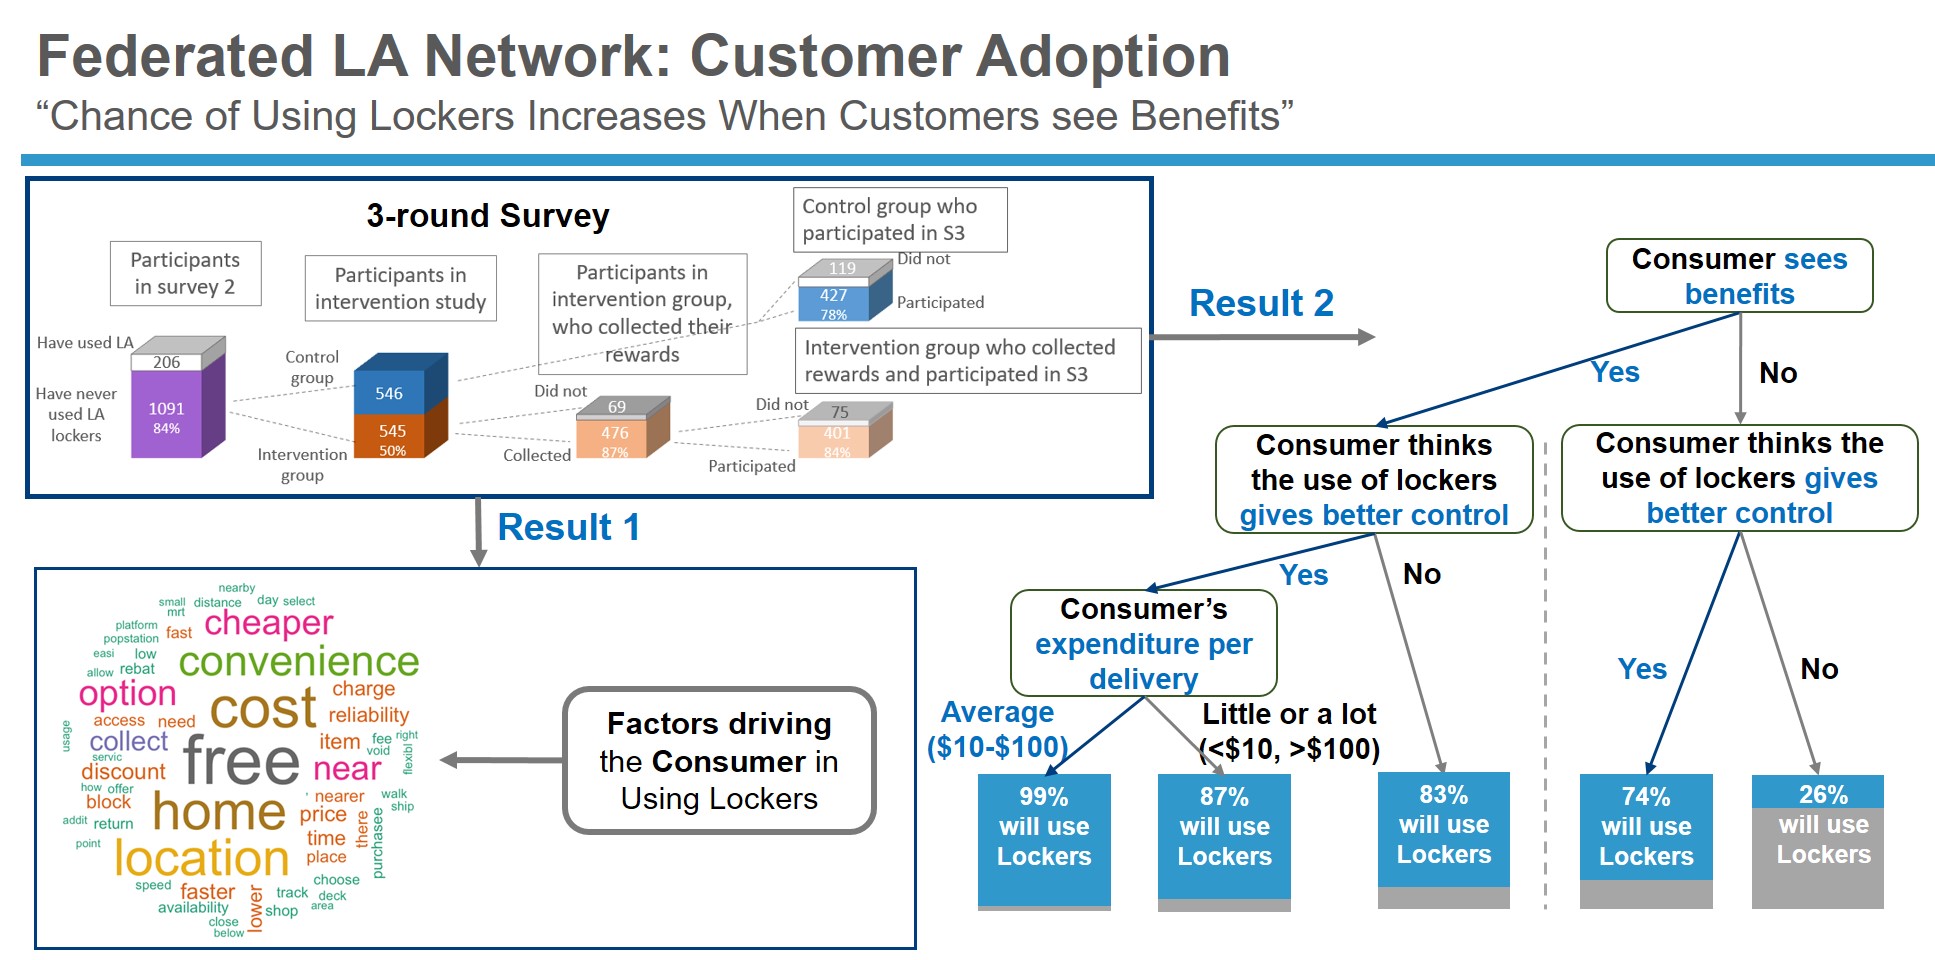 Federated LA Network: Customer Adoption
“Chance of Using Lockers Increases When Customers see Benefits”
3-round Survey
Participants
in survey 2
Have used LA
206
Have never
used LA
lockers
1091
84%
Participants in
intervention study
Control
group
546
545
50%
Intervention
group
Participants in
intervention group,
who collected their
rewards
Did not
69
476
87%
Collected
Control group who
participated in S3
119
Did not
427
78%
Participated
Intervention group who collected
rewards and participated in S3
Did not
75
401
84%
Participated
Result 1
Result 2
nearby
small
distance
day
select
mrt
platform
fast
cheaper
popstation
easi
low
convenience
allow
rebat
option
cost
charge
access
need
reliability
usage
collect
servic
free
item
fee
right
void
flexibl
discount
near
how
offer
block
home
nearer
walk
ship
price
addit
return
time
there
purchasee
point
location
place
speed
faster
lower
choose
track
deck
availability
shop
area
close
below
Factors driving
the Consumer in
Using Lockers
Consumer sees
benefits
Yes
No
Consumer thinks
the use of lockers
gives better control
Consumer thinks the
use of lockers gives
better control
Yes
No
Consumer’s
expenditure per
delivery
Yes
No
Average
($10-$100)
Little or a lot
(<$10, >$100)
99%
will use
Lockers
87%
will use
Lockers
83%
will use
Lockers
74%
will use
Lockers
26%
will use
Lockers